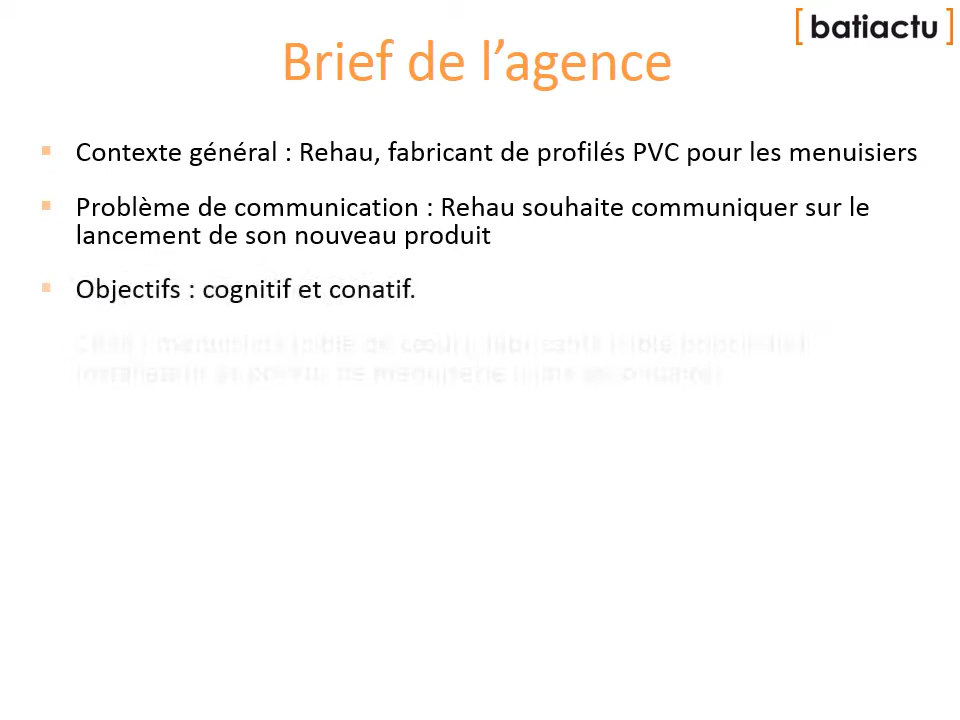 [ batiactu ]
Brief de l’agence
▪ Contexte général : Rehau, fabricant de profilés PVC pour les menuisiers
▪ Problème de communication : Rehau souhaite communiquer sur le
lancement de son nouveau produit
▪ Objectifs : cognitif et conatif.